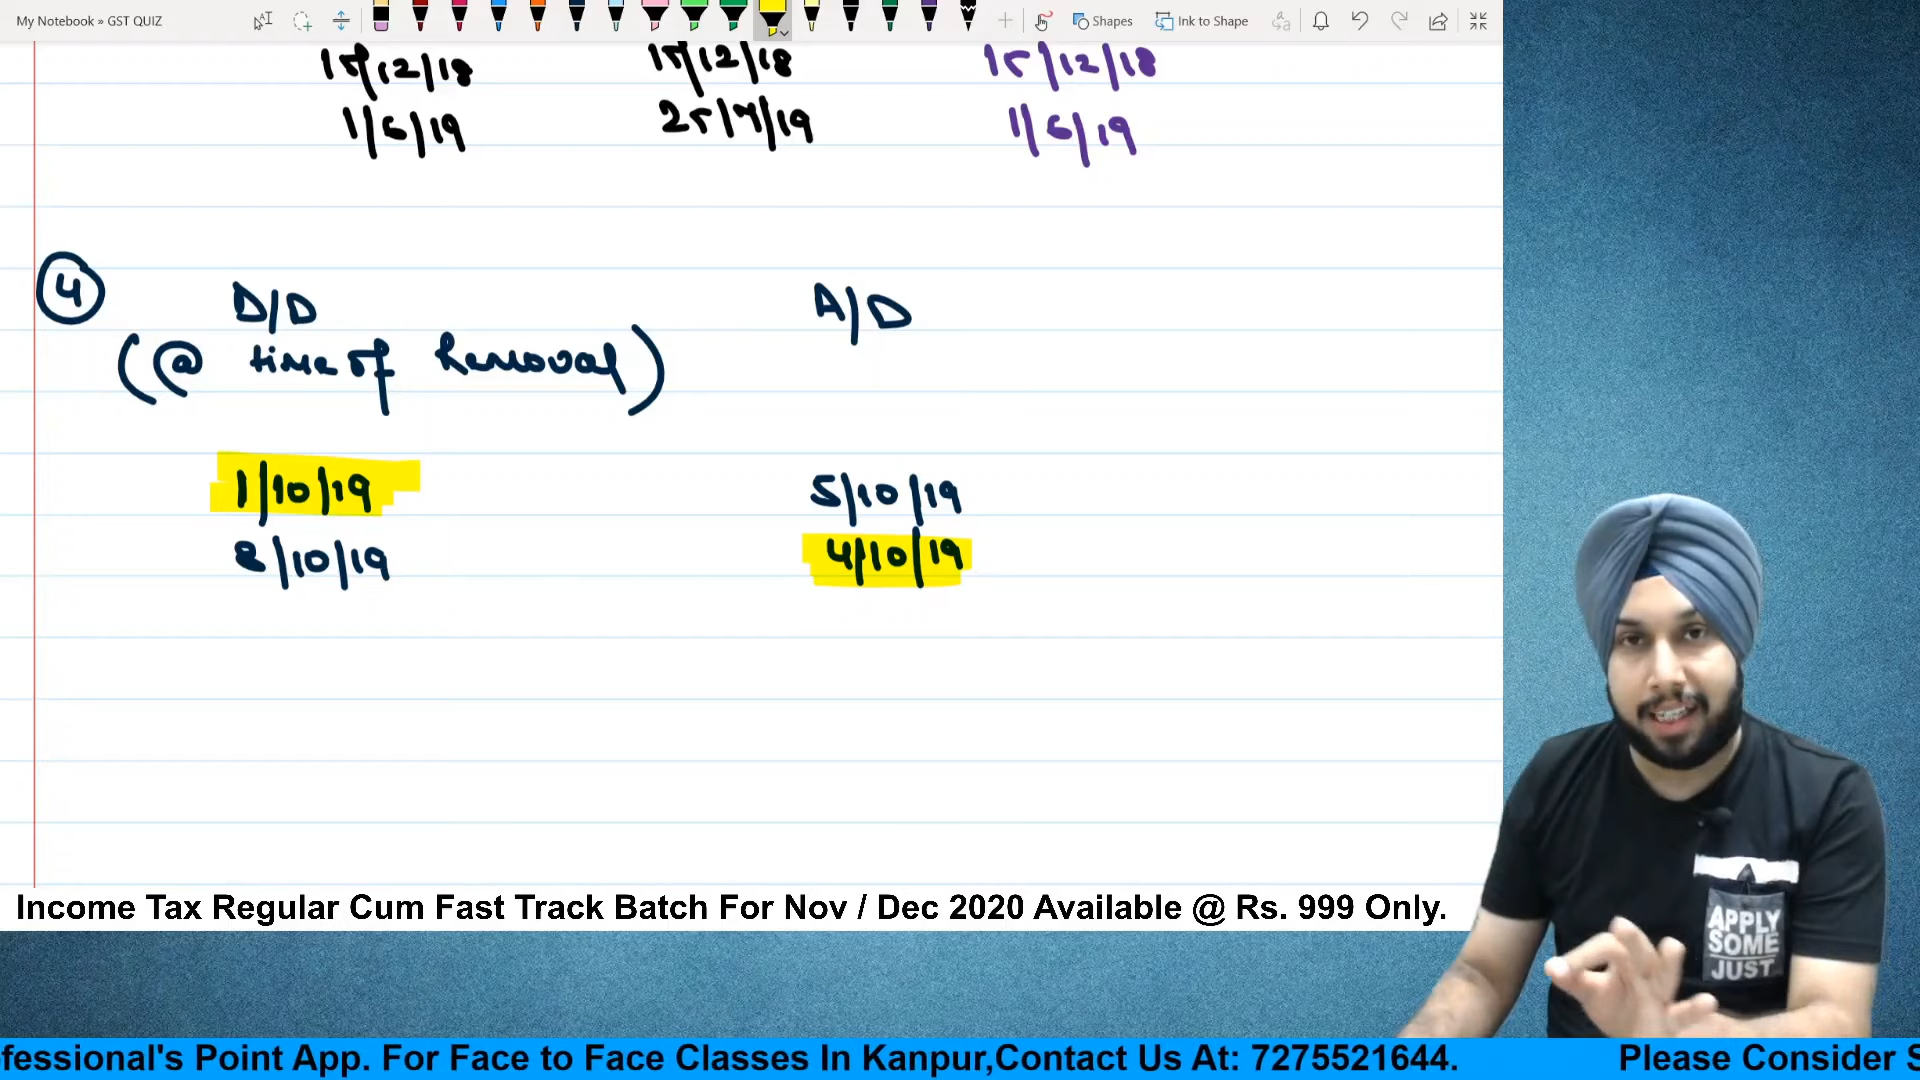 My Notebook » GST QUIZ
Shapes
Ink to Shape
15/12/18 15/12/18 15/12/18
1/6/19 25/7/19 1/6/19
4
D/D A/D
(@ time of Removal)
1/10/19 5/10/19
8/10/19 4/10/19
APPLY
SOME
JUST
Income Tax Regular Cum Fast Track Batch For Nov / Dec 2020 Available @ Rs. 999 Only.
fessional's Point App. For Face to Face Classes In Kanpur,Contact Us At: 7275521644. Please Consider S